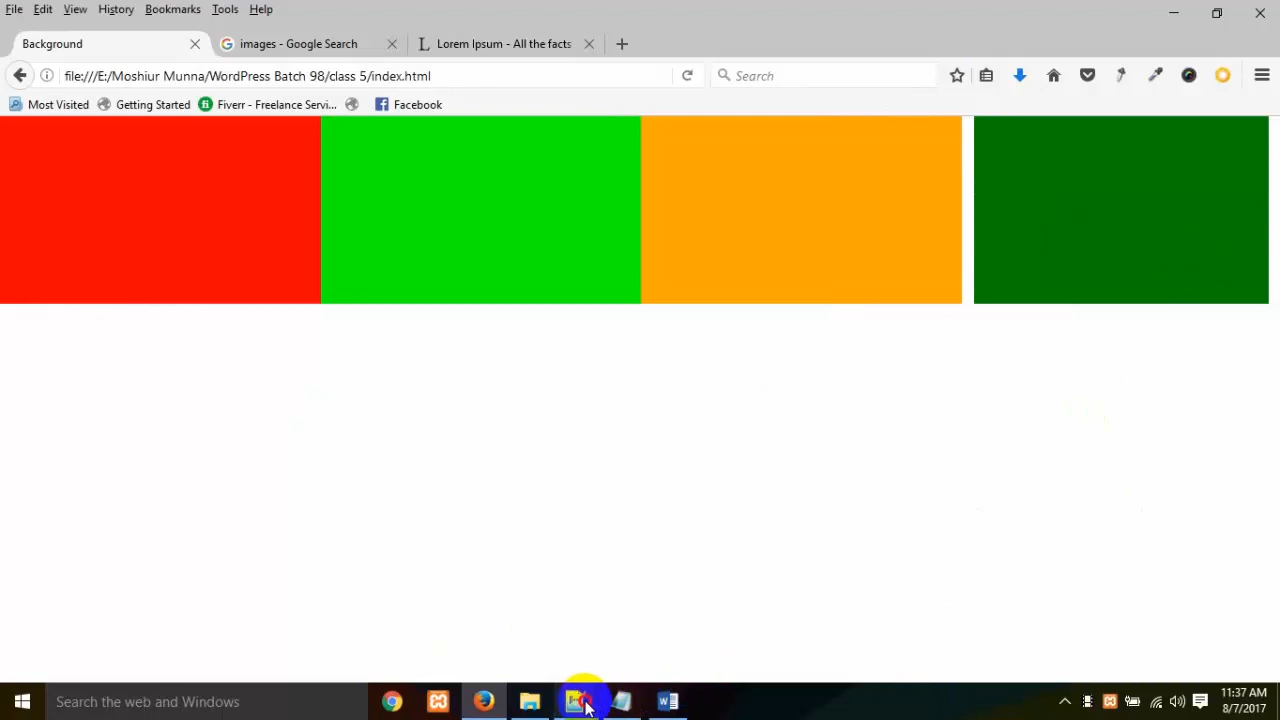 File Edit View History Bookmarks Tools Help
Background images - Google Search L Lorem Ipsum - All the facts
file:///E:/Moshiur Munna/WordPress Batch 98/class 5/index.html Search
Most Visited Getting Started fi Fiverr - Freelance Servi... Facebook
Search the web and Windows
11:37 AM
8/7/2017